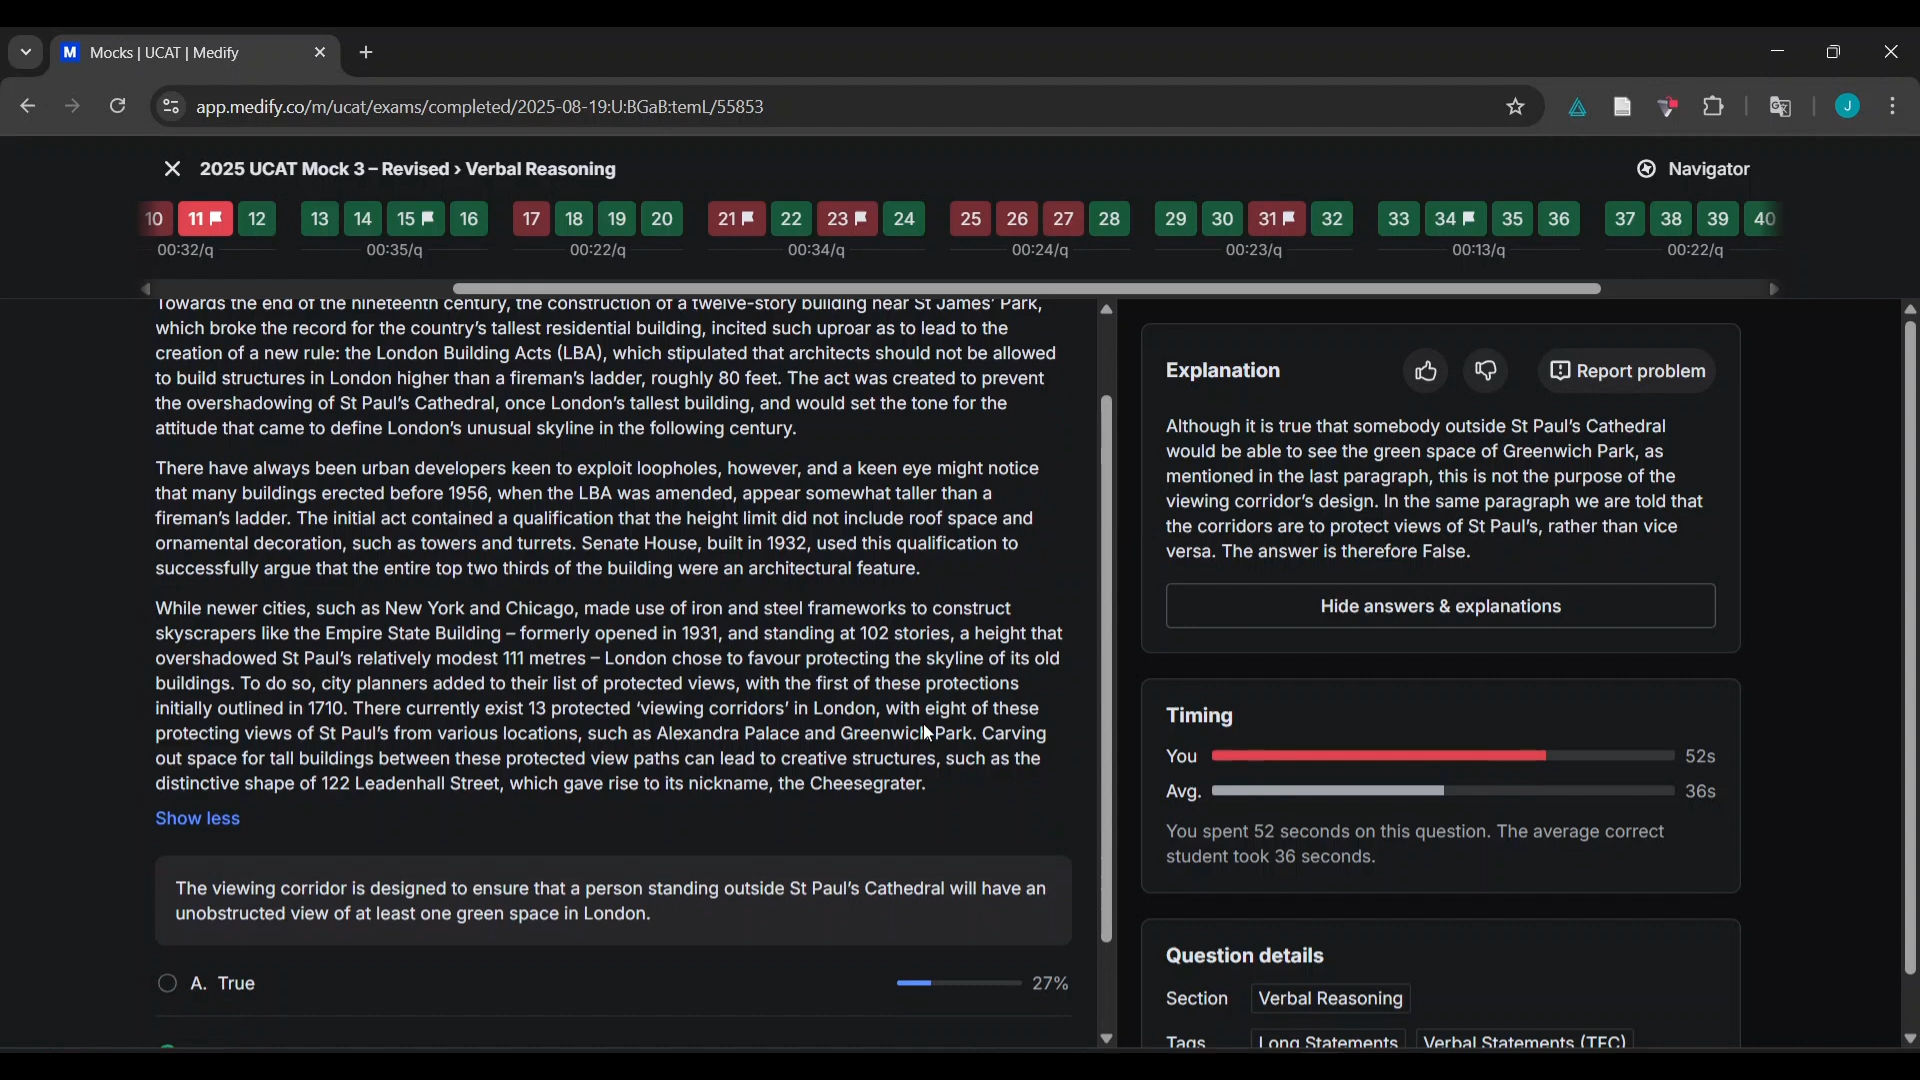 Mocks | UCAT | Medify
app.medify.co/m/ucat/exams/completed/2025-08-19:U:BGaB:temL/55853
J
2025 UCAT Mock 3 – Revised › Verbal Reasoning
Navigator
10 11 12 13 14 15 16 17 18 19 20 21 22 23 24 25 26 27 28 29 30 31 32 33 34 35 36 37 38 39 40
00:32/q 00:35/q 00:22/q 00:34/q 00:24/q 00:23/q 00:13/q 00:22/q
Towards the end of the nineteenth century, the construction of a twelve-story building near St James' Park,
which broke the record for the country's tallest residential building, incited such uproar as to lead to the
creation of a new rule: the London Building Acts (LBA), which stipulated that architects should not be allowed
to build structures in London higher than a fireman's ladder, roughly 80 feet. The act was created to prevent
the overshadowing of St Paul's Cathedral, once London's tallest building, and would set the tone for the
attitude that came to define London's unusual skyline in the following century.
There have always been urban developers keen to exploit loopholes, however, and a keen eye might notice
that many buildings erected before 1956, when the LBA was amended, appear somewhat taller than a
fireman's ladder. The initial act contained a qualification that the height limit did not include roof space and
ornamental decoration, such as towers and turrets. Senate House, built in 1932, used this qualification to
successfully argue that the entire top two thirds of the building were an architectural feature.
While newer cities, such as New York and Chicago, made use of iron and steel frameworks to construct
skyscrapers like the Empire State Building – formerly opened in 1931, and standing at 102 stories, a height that
overshadowed St Paul's relatively modest 111 metres – London chose to favour protecting the skyline of its old
buildings. To do so, city planners added to their list of protected views, with the first of these protections
initially outlined in 1710. There currently exist 13 protected 'viewing corridors' in London, with eight of these
protecting views of St Paul's from various locations, such as Alexandra Palace and Greenwich Park. Carving
out space for tall buildings between these protected view paths can lead to creative structures, such as the
distinctive shape of 122 Leadenhall Street, which gave rise to its nickname, the Cheesegrater.
Show less
The viewing corridor is designed to ensure that a person standing outside St Paul's Cathedral will have an
unobstructed view of at least one green space in London.
A. True 27%
Explanation
Report problem
Although it is true that somebody outside St Paul's Cathedral
would be able to see the green space of Greenwich Park, as
mentioned in the last paragraph, this is not the purpose of the
viewing corridor's design. In the same paragraph we are told that
the corridors are to protect views of St Paul's, rather than vice
versa. The answer is therefore False.
Hide answers & explanations
Timing
You 52s
Avg. 36s
You spent 52 seconds on this question. The average correct
student took 36 seconds.
Question details
Section Verbal Reasoning
Tags Long Statements Verbal Statements (TFC)